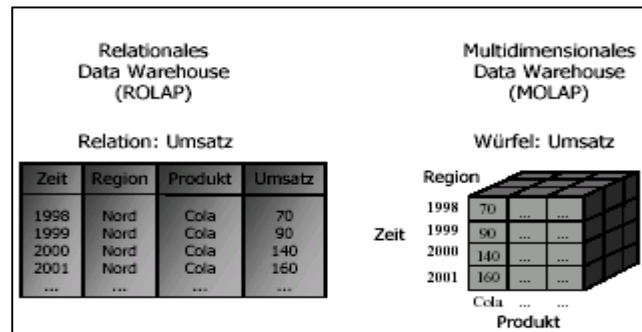 Relationales
Data Warehouse
(ROLAP)
Relation: Umsatz
Zeit Region Produkt Umsatz
1998 Nord Cola 70
1999 Nord Cola 90
2000 Nord Cola 140
2001 Nord Cola 160
... ... ... ...
Multidimensionales
Data Warehouse
(MOLAP)
Würfel: Umsatz
Region
Zeit
1998 70 ... ...
1999 90 ... ...
2000 140 ... ...
2001 160 ... ...
Cola ... ...
Produkt